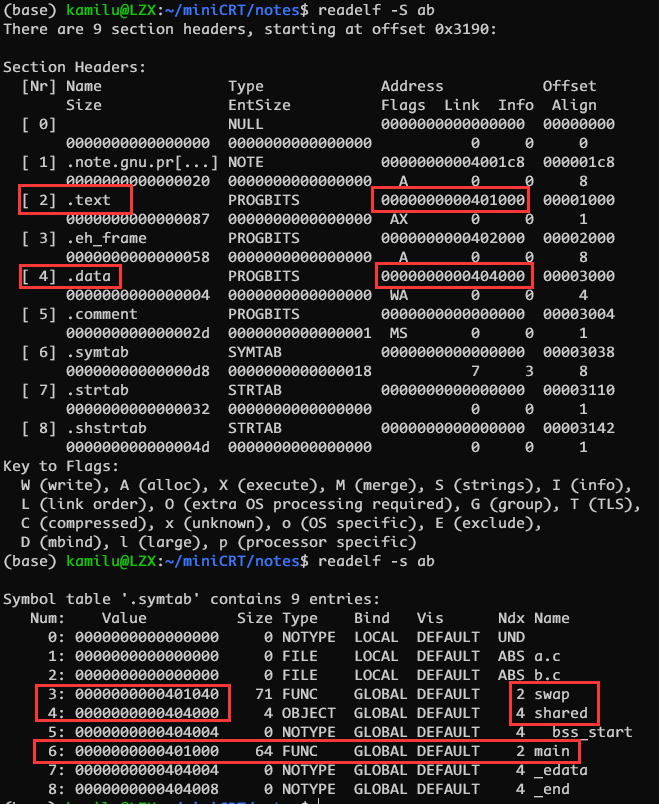 (base) kamilu@LZX:~/miniCRT/notes$ readelf -S ab
There are 9 section headers, starting at offset 0x3190:

Section Headers:
  [Nr] Name              Type             Address           Offset
       Size              EntSize          Flags  Link  Info  Align
  [ 0]                   NULL             0000000000000000  00000000
       0000000000000000  0000000000000000           0     0     0
  [ 1] .note.gnu.pr[...] NOTE             00000000004001c8  000001c8
       0000000000000020  0000000000000000   A       0     0     8
  [ 2] .text             PROGBITS         0000000000401000  00001000
       0000000000000087  0000000000000000  AX       0     0     1
  [ 3] .eh_frame         PROGBITS         0000000000402000  00002000
       0000000000000058  0000000000000000   A       0     0     8
  [ 4] .data             PROGBITS         0000000000404000  00003000
       0000000000000004  0000000000000000  WA       0     0     4
  [ 5] .comment          PROGBITS         0000000000000000  00003004
       000000000000002d  0000000000000001  MS       0     0     1
  [ 6] .symtab           SYMTAB           0000000000000000  00003038
       00000000000000d8  0000000000000018           7     3     8
  [ 7] .strtab           STRTAB           0000000000000000  00003110
       0000000000000032  0000000000000000           0     0     1
  [ 8] .shstrtab         STRTAB           0000000000000000  00003142
       000000000000004d  0000000000000000           0     0     1
Key to Flags:
  W (write), A (alloc), X (execute), M (merge), S (strings), I (info),
  L (link order), O (extra OS processing required), G (group), T (TLS),
  C (compressed), x (unknown), o (OS specific), E (exclude),
  D (mbind), l (large), p (processor specific)
(base) kamilu@LZX:~/miniCRT/notes$ readelf -s ab

Symbol table '.symtab' contains 9 entries:
   Num:    Value          Size Type    Bind   Vis      Ndx Name
     0: 0000000000000000     0 NOTYPE  LOCAL  DEFAULT  UND
     1: 0000000000000000     0 FILE    LOCAL  DEFAULT  ABS a.c
     2: 0000000000000000     0 FILE    LOCAL  DEFAULT  ABS b.c
     3: 0000000000401040    71 FUNC    GLOBAL DEFAULT    2 swap
     4: 0000000000404000     4 OBJECT  GLOBAL DEFAULT    4 shared
     5: 0000000000404004     0 NOTYPE  GLOBAL DEFAULT    4 __bss_start
     6: 0000000000401000    64 FUNC    GLOBAL DEFAULT    2 main
     7: 0000000000404004     0 NOTYPE  GLOBAL DEFAULT    4 _edata
     8: 0000000000404008     0 NOTYPE  GLOBAL DEFAULT    4 _end